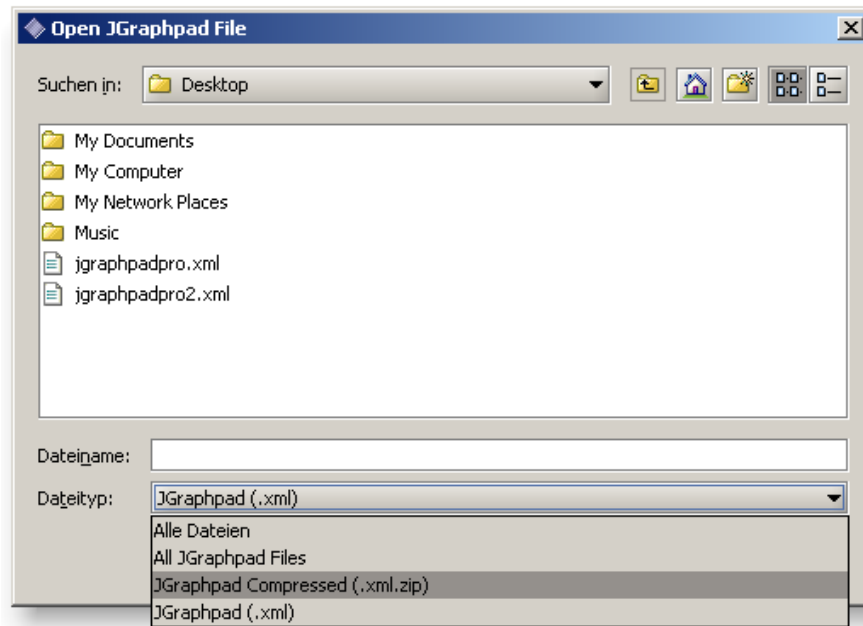 Open JGraphpad File
Suchen in: Desktop
My Documents
My Computer
My Network Places
Music
jgraphpadpro.xml
jgraphpadpro2.xml
Dateiname:
Dateityp: JGraphpad (.xml)
Alle Dateien
All JGraphpad Files
JGraphpad Compressed (.xml.zip)
JGraphpad (.xml)